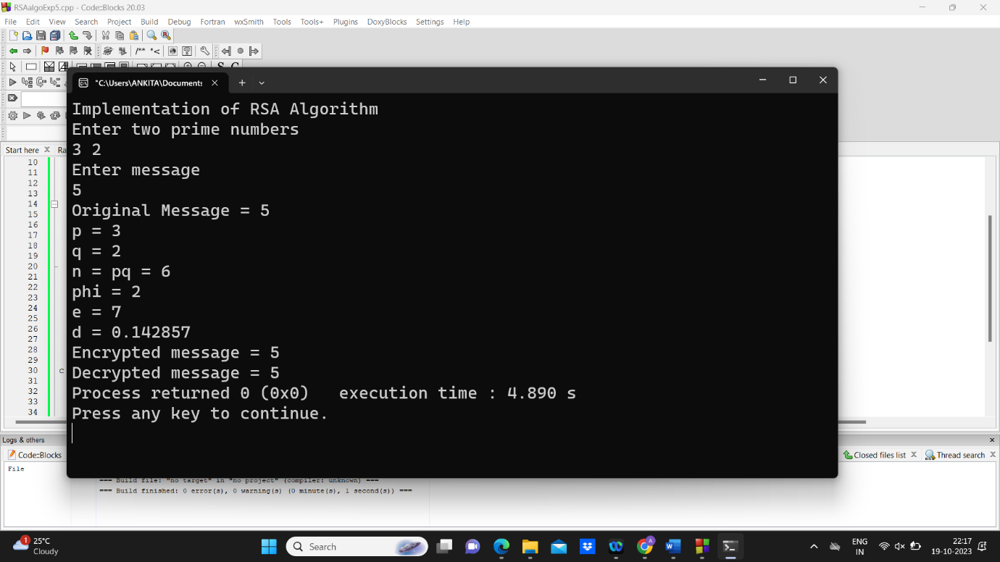 RSAalgoExp5.cpp - Code::Blocks 20.03
File Edit View Search Project Build Debug Fortran wxSmith Tools Tools+ Plugins DoxyBlocks Settings Help
/** *<
S C
"C:\Users\ANKITA\Documents
Implementation of RSA Algorithm
Enter two prime numbers
3 2
Enter message
5
Original Message = 5
p = 3
q = 2
n = pq = 6
phi = 2
e = 7
d = 0.142857
Encrypted message = 5
Decrypted message = 5
Process returned 0 (0x0)   execution time : 4.890 s
Press any key to continue.
Start here Ra
10
11
12
13
14
15
16
17
18
19
20
21
22
23
24
25
26
27
28
29
30 c
31
32
33
34
Logs & others
Code::Blocks Closed files list Thread search
File
=== Build file: "no target" in "no project" (compiler: unknown) ===
=== Build finished: 0 error(s), 0 warning(s) (0 minute(s), 1 second(s)) ===
1 25°C
Cloudy
Search
A
W
ENG
IN
22:17
19-10-2023